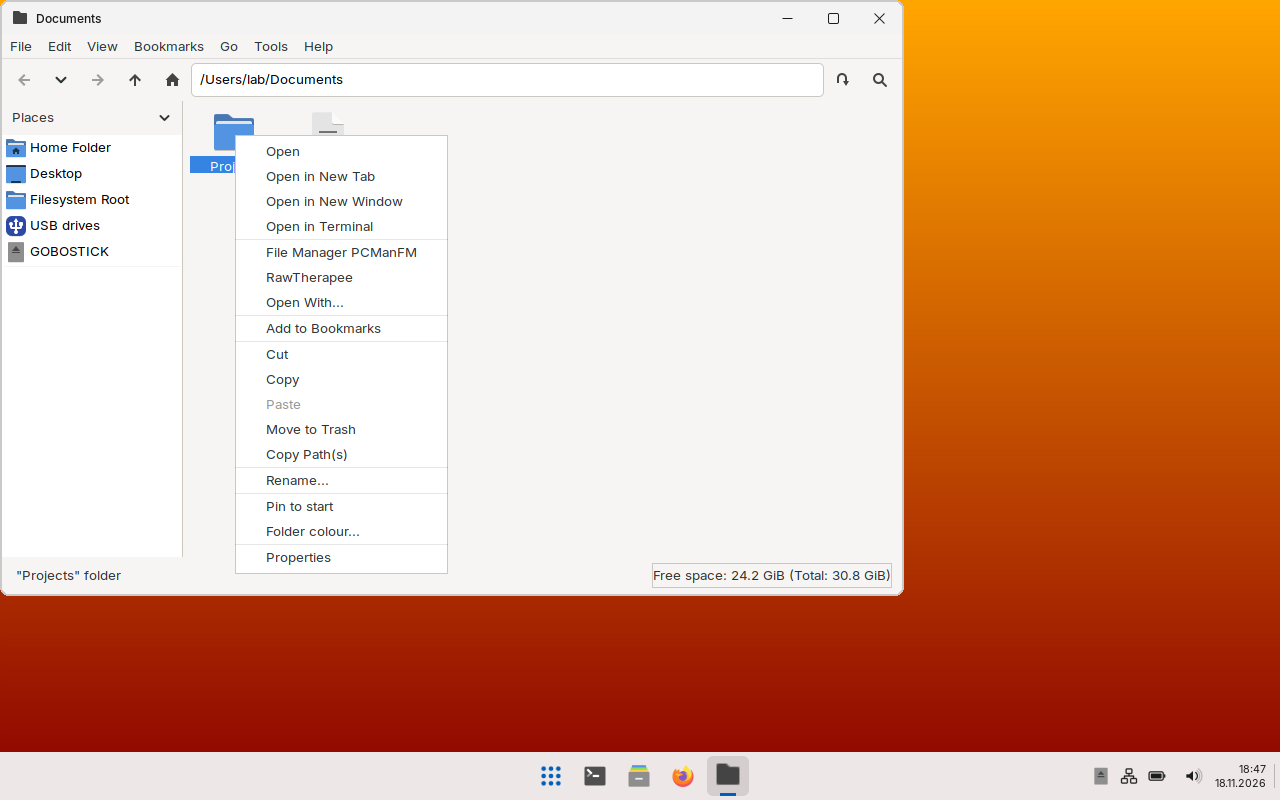 Documents
File Edit View Bookmarks Go Tools Help
/Users/lab/Documents
Places
Home Folder
Desktop
Filesystem Root
USB drives
GOBOSTICK
Open
Open in New Tab
Open in New Window
Open in Terminal
File Manager PCManFM
RawTherapee
Open With...
Add to Bookmarks
Cut
Copy
Paste
Move to Trash
Copy Path(s)
Rename...
Pin to start
Folder colour...
Properties
"Projects" folder
Free space: 24.2 GiB (Total: 30.8 GiB)
18:47
18.11.2026